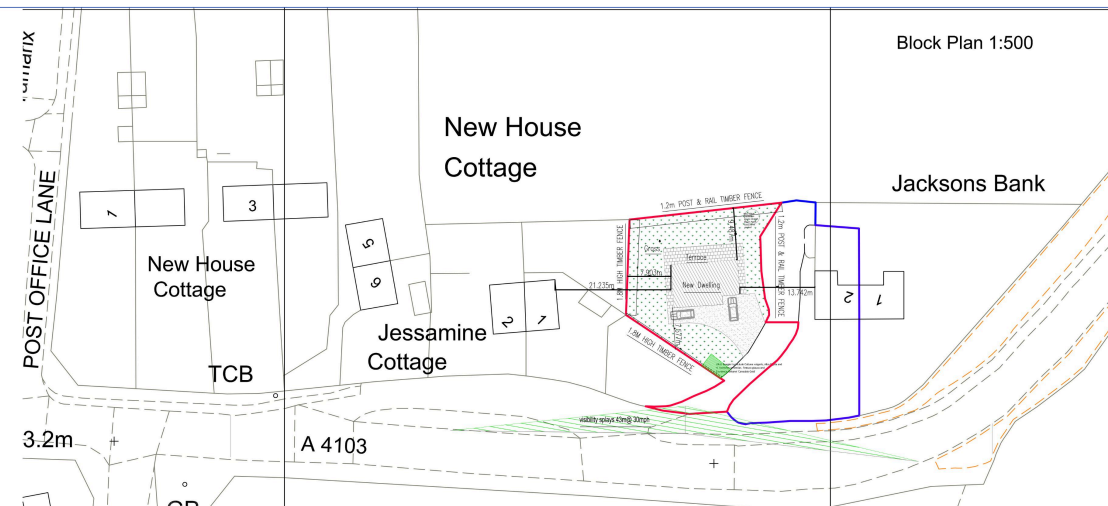 Block Plan 1:500
New House
Cottage
Jacksons Bank
POST OFFICE LANE
1.2m POST & RAIL TIMBER FENCE
1.2m POST & RAIL TIMBER FENCE
1.8M HIGH TIMBER FENCE
1
3
5
6
New House
Cottage
Grass
Terrace
New Dwelling
21.235m
13.742m
2
1
2
1
Jessamine
Cottage
1.8M HIGH TIMBER FENCE
TCB
visibility splays 43m@ 30mph
3.2m
A 4103